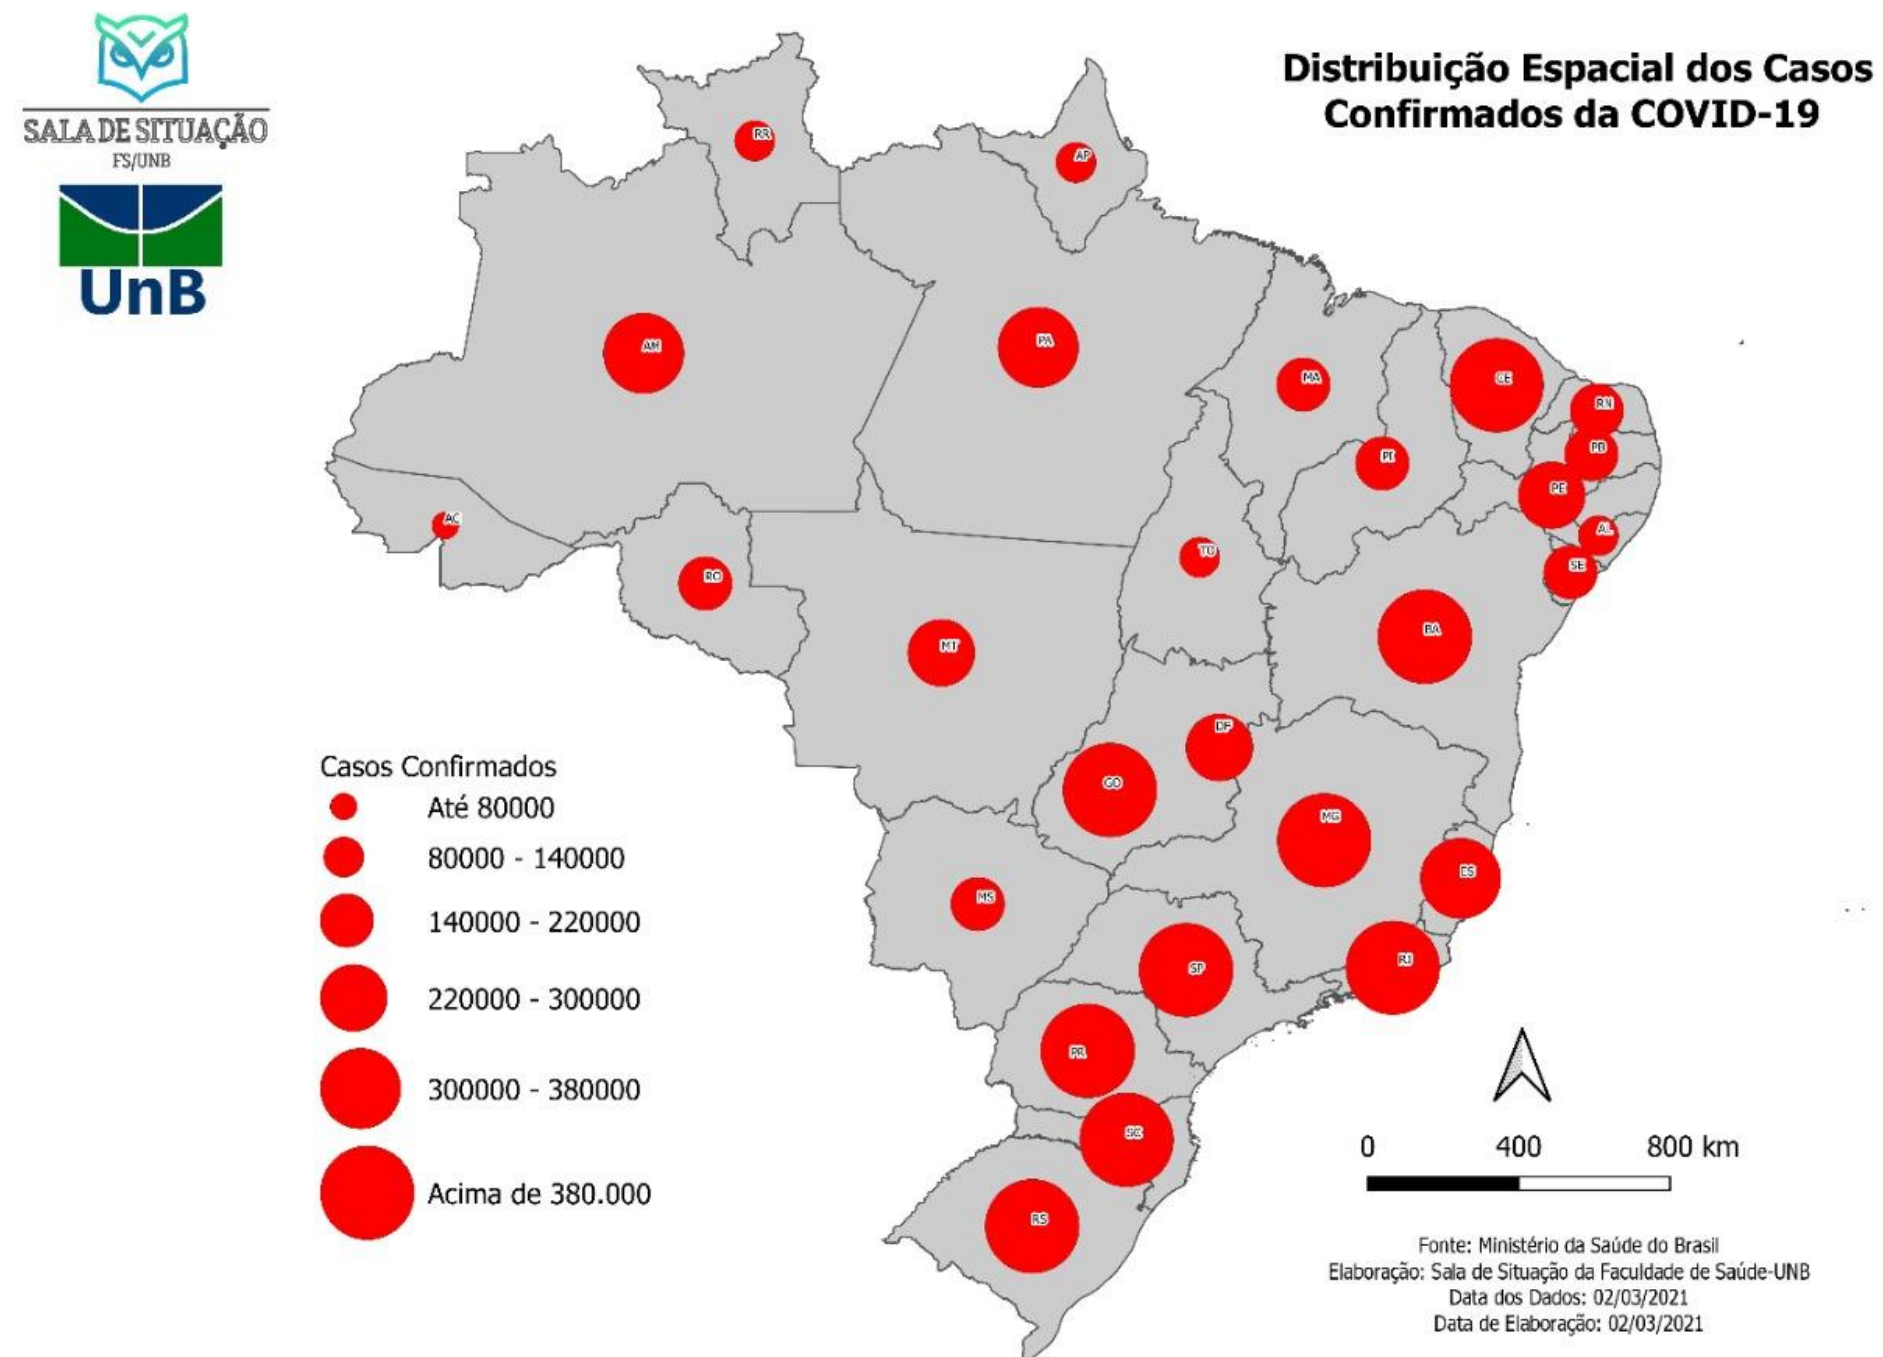 SALA DE SITUAÇÃO
FS/UNB
UnB
Distribuição Espacial dos Casos
Confirmados da COVID-19
RR
AP
AM
PA
MA
CE
RN
PI
PB
PE
AC
AL
TO
SE
RO
BA
MT
DF
GO
MG
ES
MS
RJ
SP
PR
SC
RS
Casos Confirmados
Até 80000
80000 - 140000
140000 - 220000
220000 - 300000
300000 - 380000
Acima de 380.000
0 400 800 km
Fonte: Ministério da Saúde do Brasil
Elaboração: Sala de Situação da Faculdade de Saúde-UNB
Data dos Dados: 02/03/2021
Data de Elaboração: 02/03/2021